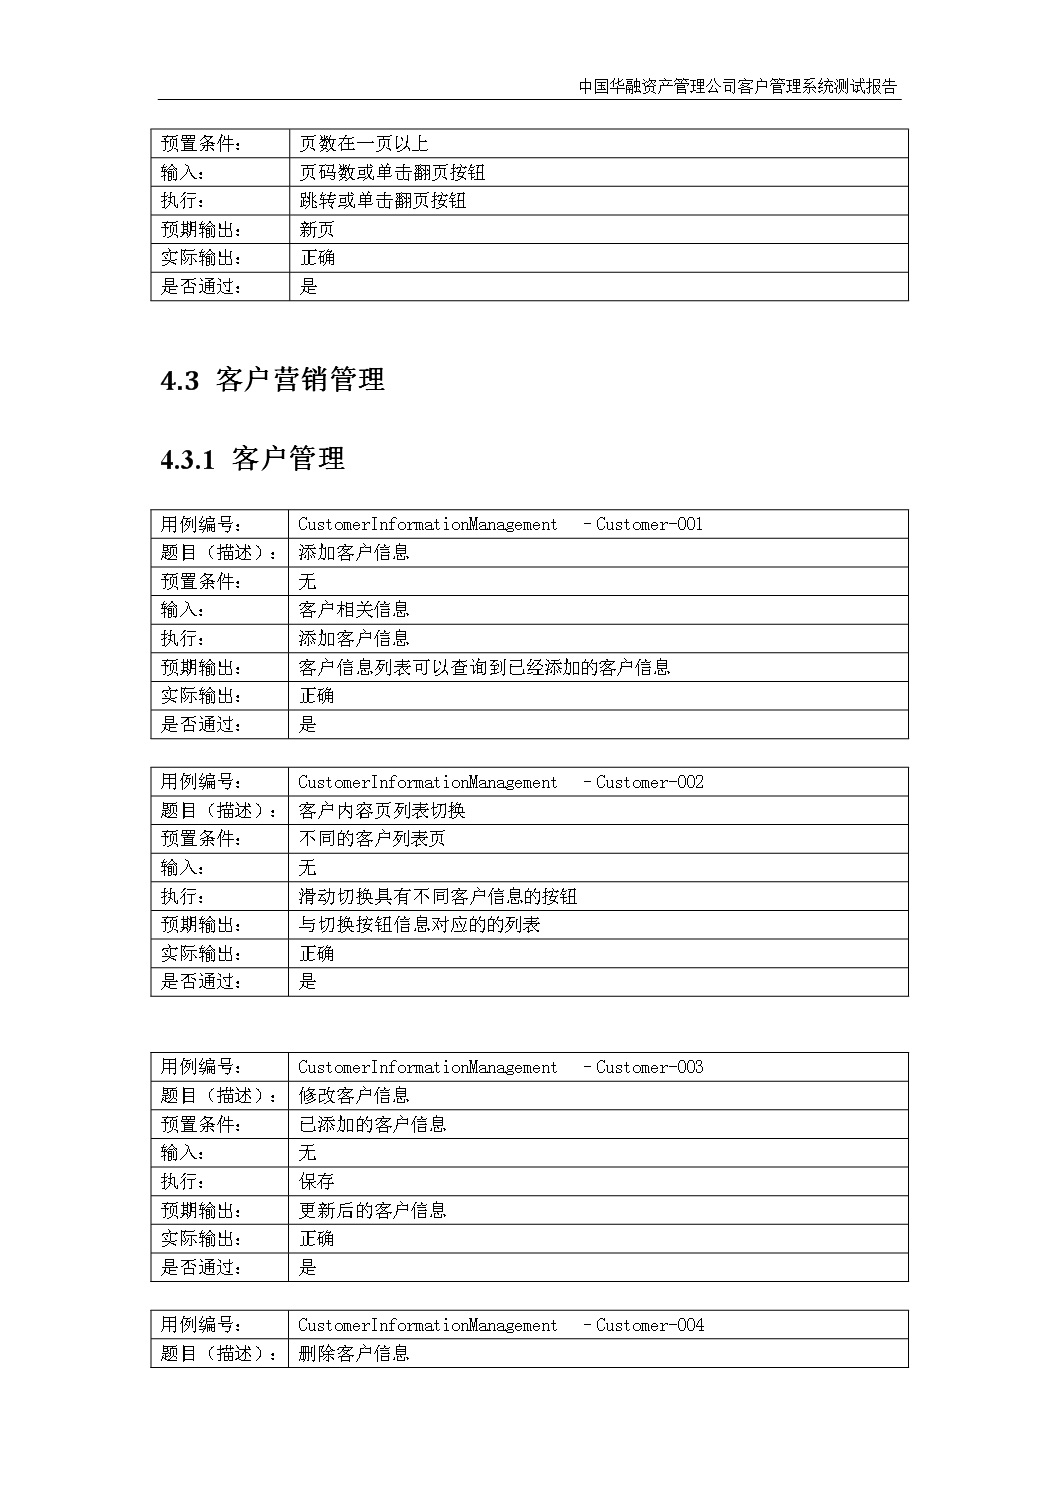 中国华融资产管理公司客户管理系统测试报告
预置条件： 页数在一页以上
输入： 页码数或单击翻页按钮
执行： 跳转或单击翻页按钮
预期输出： 新页
实际输出： 正确
是否通过： 是
4.3 客户营销管理
4.3.1 客户管理
用例编号： CustomerInformationManagement –Customer-001
题目（描述）： 添加客户信息
预置条件： 无
输入： 客户相关信息
执行： 添加客户信息
预期输出： 客户信息列表可以查询到已经添加的客户信息
实际输出： 正确
是否通过： 是
用例编号： CustomerInformationManagement –Customer-002
题目（描述）： 客户内容页列表切换
预置条件： 不同的客户列表页
输入： 无
执行： 滑动切换具有不同客户信息的按钮
预期输出： 与切换按钮信息对应的的列表
实际输出： 正确
是否通过： 是
用例编号： CustomerInformationManagement –Customer-003
题目（描述）： 修改客户信息
预置条件： 已添加的客户信息
输入： 无
执行： 保存
预期输出： 更新后的客户信息
实际输出： 正确
是否通过： 是
用例编号： CustomerInformationManagement –Customer-004
题目（描述）： 删除客户信息